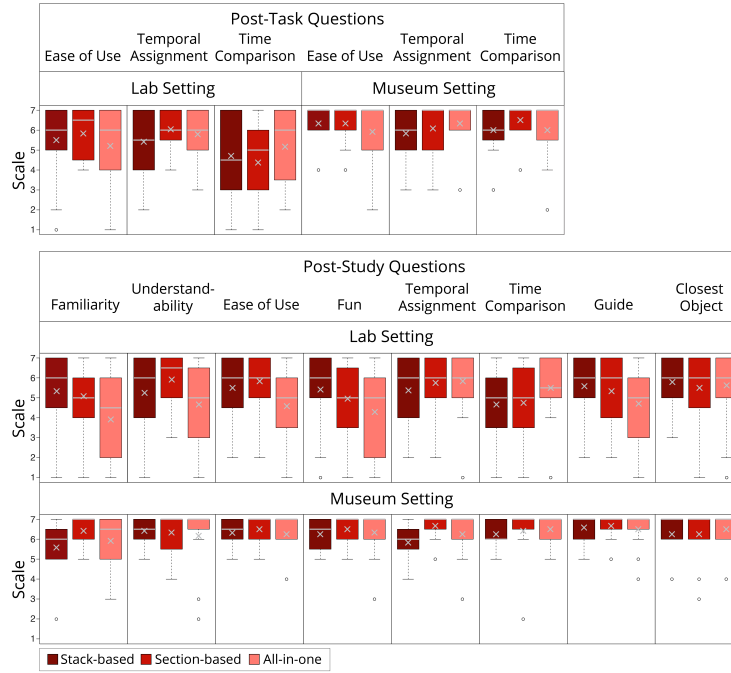 Post-Task Questions
Temporal Time Temporal Time
Ease of Use Assignment Comparison Ease of Use Assignment Comparison
Lab Setting Museum Setting
7
6
5
4
3
2
1
Scale
Post-Study Questions
Understand- Temporal Time Closest
Familiarity ability Ease of Use Fun Assignment Comparison Guide Object
Lab Setting
7
6
5
4
3
2
1
Scale
Museum Setting
7
6
5
4
3
2
1
Scale
Stack-based Section-based All-in-one